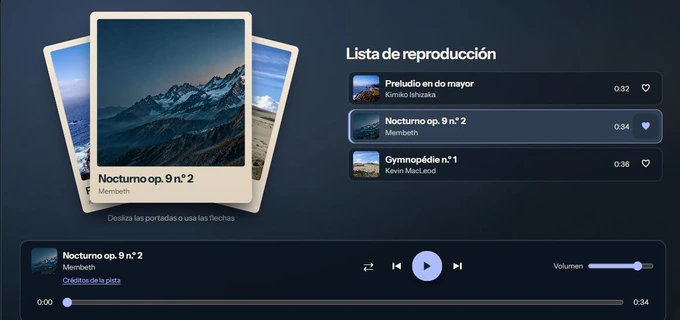 Nocturno op. 9 n.º 2
Membeth
Desliza las portadas o usa las flechas
Lista de reproducción
Preludio en do mayor
Kimiko Ishizaka
0:32
Nocturno op. 9 n.º 2
Membeth
0:34
Gymnopédie n.º 1
Kevin MacLeod
0:36
Nocturno op. 9 n.º 2
Membeth
Créditos de la pista
Volumen
0:00
0:34